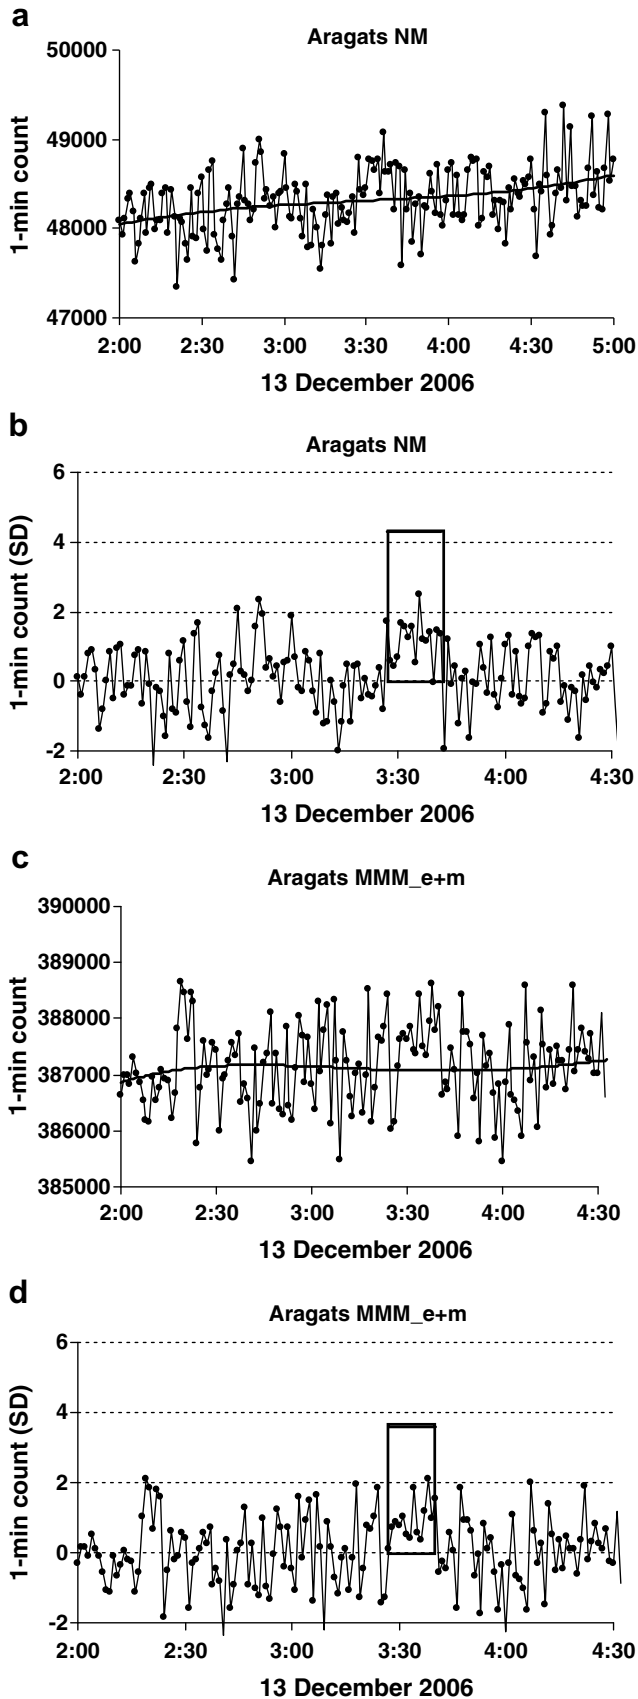 a
Aragats NM
50000
49000
48000
47000
1-min count
2:00 2:30 3:00 3:30 4:00 4:30 5:00
13 December 2006
b
Aragats NM
6
4
2
0
-2
1-min count (SD)
2:00 2:30 3:00 3:30 4:00 4:30
13 December 2006
c
Aragats MMM_e+m
390000
389000
388000
387000
386000
385000
1-min count
2:00 2:30 3:00 3:30 4:00 4:30
13 December 2006
d
Aragats MMM_e+m
6
4
2
0
-2
1-min count (SD)
2:00 2:30 3:00 3:30 4:00 4:30
13 December 2006